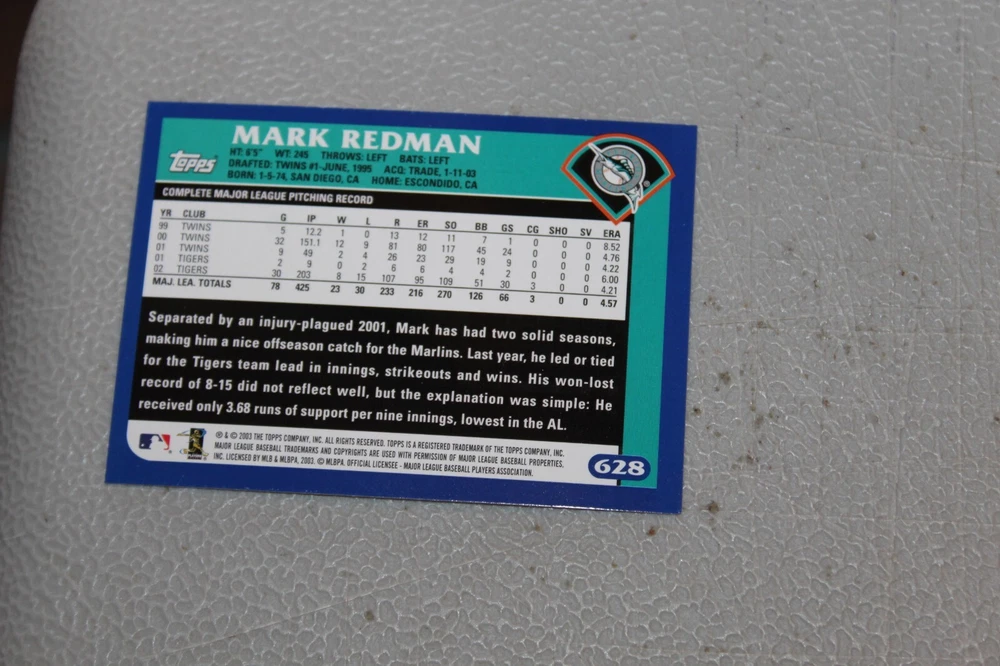 MARK REDMAN
Topps
HT: 6'5" WT: 245 THROWS: LEFT BATS: LEFT
DRAFTED: TWINS #1-JUNE, 1995 ACQ: TRADE, 1-11-03
BORN: 1-5-74, SAN DIEGO, CA HOME: ESCONDIDO, CA
COMPLETE MAJOR LEAGUE PITCHING RECORD
YR CLUB G IP W L R ER SO BB GS CG SHO SV ERA
99 TWINS 5 12.2 1 0 13 12 11 7 1 0 0 0 8.52
00 TWINS 32 151.1 12 9 81 80 117 45 24 0 0 0 4.76
01 TWINS 9 49 2 4 26 23 29 19 9 0 0 0 4.22
01 TIGERS 2 9 0 2 6 6 4 4 2 0 0 0 6.00
02 TIGERS 30 203 8 15 107 95 109 51 30 3 0 0 4.21
MAJ. LEA. TOTALS 78 425 23 30 233 216 270 126 66 3 0 0 4.57
Separated by an injury-plagued 2001, Mark has had two solid seasons,
making him a nice offseason catch for the Marlins. Last year, he led or tied
for the Tigers team lead in innings, strikeouts and wins. His won-lost
record of 8-15 did not reflect well, but the explanation was simple: He
received only 3.68 runs of support per nine innings, lowest in the AL.
® & © 2003 THE TOPPS COMPANY, INC. ALL RIGHTS RESERVED. TOPPS IS A REGISTERED TRADEMARK OF THE TOPPS COMPANY, INC.
MAJOR LEAGUE BASEBALL TRADEMARKS AND COPYRIGHTS ARE USED WITH PERMISSION OF MAJOR LEAGUE BASEBALL PROPERTIES,
INC. LICENSED BY MLB & MLBPA, 2003. © MLBPA. OFFICIAL LICENSEE - MAJOR LEAGUE BASEBALL PLAYERS ASSOCIATION.
628